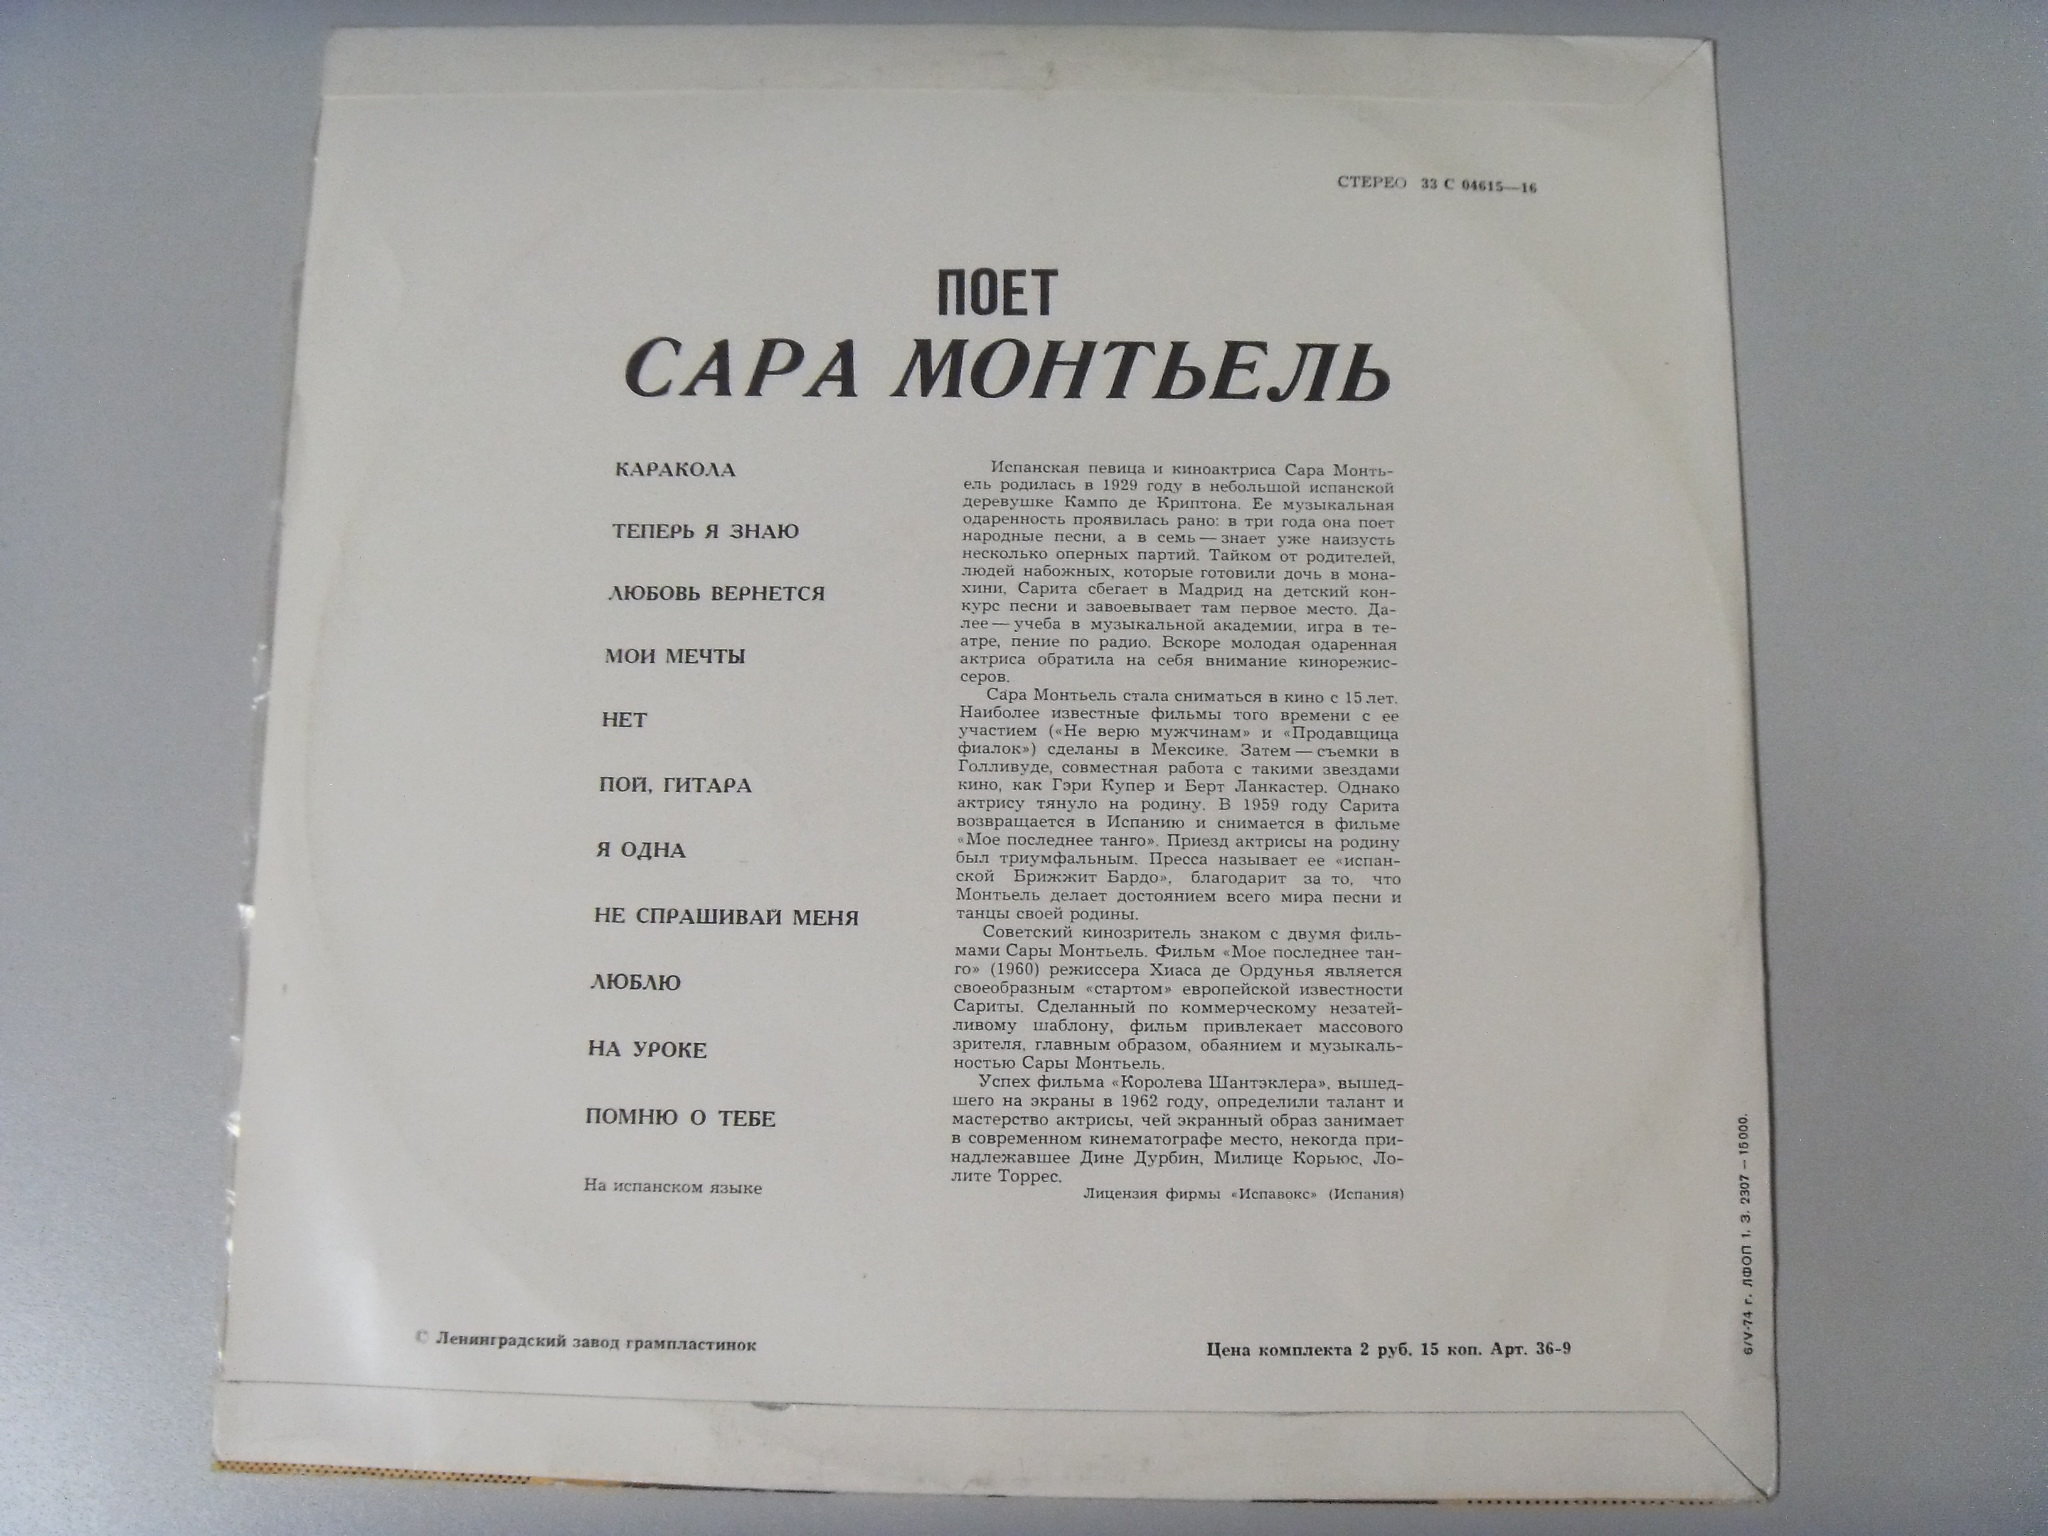 СТЕРЕО 33 С 04615—16
ПОЕТ
САРА МОНТЬЕЛЬ
КАРАКОЛА
ТЕПЕРЬ Я ЗНАЮ
ЛЮБОВЬ ВЕРНЕТСЯ
МОИ МЕЧТЫ
НЕТ
ПОЙ, ГИТАРА
Я ОДНА
НЕ СПРАШИВАЙ МЕНЯ
ЛЮБЛЮ
НА УРОКЕ
ПОМНЮ О ТЕБЕ
На испанском языке
Испанская певица и киноактриса Сара Монть-
ель родилась в 1929 году в небольшой испанской
деревушке Кампо де Криптона. Ее музыкальная
одаренность проявилась рано: в три года она поет
народные песни, а в семь — знает уже наизусть
несколько оперных партий. Тайком от родителей,
людей набожных, которые готовили дочь в мона-
хини, Сарита сбегает в Мадрид на детский кон-
курс песни и завоевывает там первое место. Да-
лее — учеба в музыкальной академии, игра в те-
атре, пение по радио. Вскоре молодая одаренная
актриса обратила на себя внимание кинорежис-
серов.
Сара Монтьель стала сниматься в кино с 15 лет.
Наиболее известные фильмы того времени с ее
участием («Не верю мужчинам» и «Продавщица
фиалок») сделаны в Мексике. Затем — съемки в
Голливуде, совместная работа с такими звездами
кино, как Гэри Купер и Берт Ланкастер. Однако
актрису тянуло на родину. В 1959 году Сарита
возвращается в Испанию и снимается в фильме
«Мое последнее танго». Приезд актрисы на родину
был триумфальным. Пресса называет ее «испан-
ской Брижжит Бардо», благодарит за то, что
Монтьель делает достоянием всего мира песни и
танцы своей родины.
Советский кинозритель знаком с двумя филь-
мами Сары Монтьель. Фильм «Мое последнее тан-
го» (1960) режиссера Хиаса де Ордунья является
своеобразным «стартом» европейской известности
Сариты. Сделанный по коммерческому незатей-
ливому шаблону, фильм привлекает массового
зрителя, главным образом, обаянием и музыкаль-
ностью Сары Монтьель.
Успех фильма «Королева Шантэклера», вышед-
шего на экраны в 1962 году, определили талант и
мастерство актрисы, чей экранный образ занимает
в современном кинематографе место, некогда при-
надлежавшее Дине Дурбин, Милице Корьюс, Ло-
лите Торрес.
Лицензия фирмы «Испавокс» (Испания)
© Ленинградский завод грампластинок
Цена комплекта 2 руб. 15 коп. Арт. 36-9
6/V-74 г. ЛФОП 1. З. 2307 — 15000.